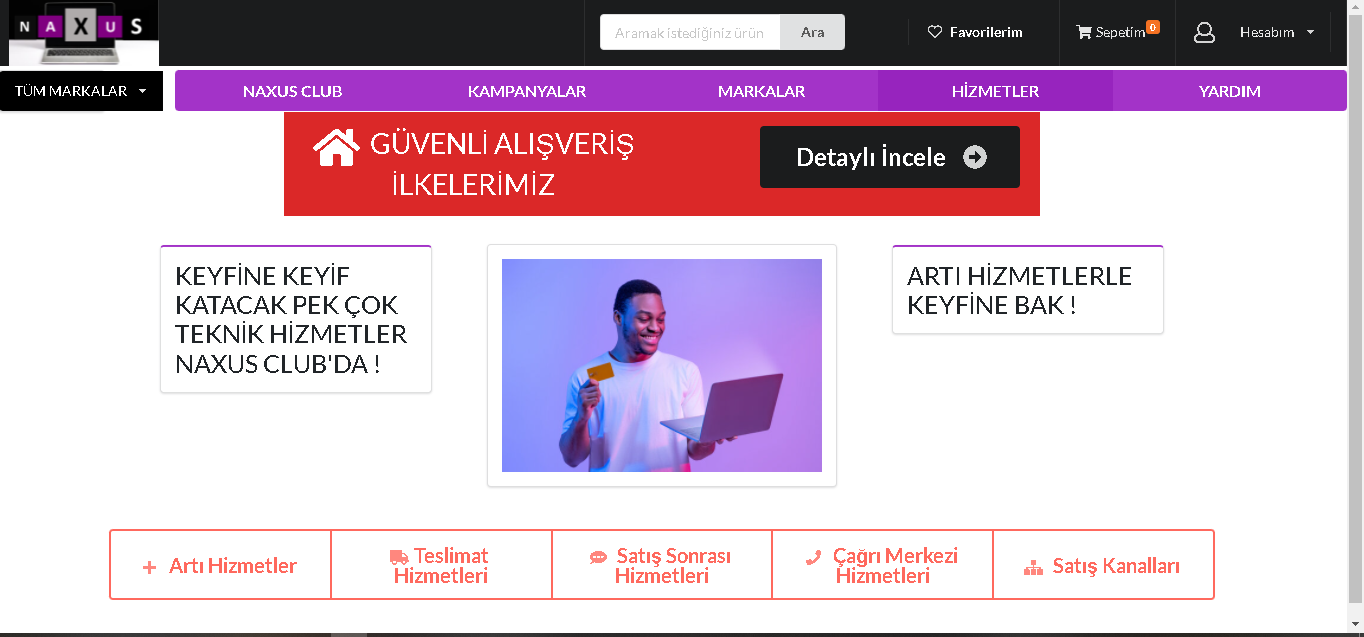 NAXUS
Aramak istediğiniz ürün
Ara
Favorilerim
Sepetim 0
Hesabım
TÜM MARKALAR
NAXUS CLUB
KAMPANYALAR
MARKALAR
HİZMETLER
YARDIM
GÜVENLİ ALIŞVERİŞ
İLKELERİMİZ
Detaylı İncele
KEYFİNE KEYİF
KATACAK PEK ÇOK
TEKNİK HİZMETLER
NAXUS CLUB'DA !
ARTI HİZMETLERLE
KEYFİNE BAK !
Artı Hizmetler
Teslimat
Hizmetleri
Satış Sonrası
Hizmetleri
Çağrı Merkezi
Hizmetleri
Satış Kanalları